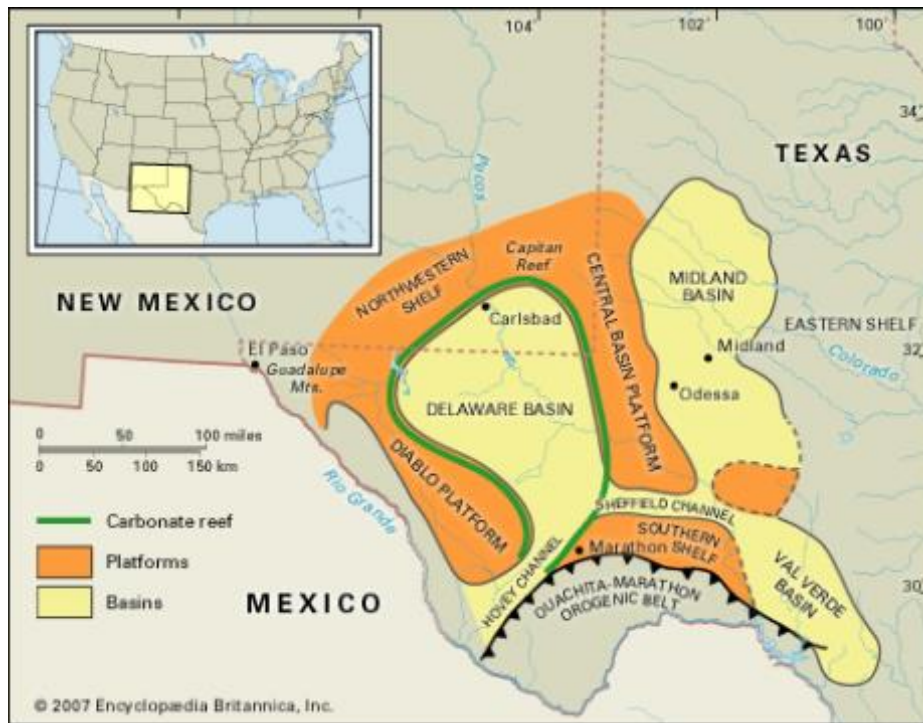 104°
102°
100°
34
TEXAS
Pecos
Capitan
Reef
NORTHWESTERN
SHELF
CENTRAL BASIN PLATFORM
MIDLAND
BASIN
NEW MEXICO
Carlsbad
EASTERN SHELF
El Paso
Midland
32
Guadalupe
Mts.
Colorado
Odessa
DELAWARE BASIN
0 50 100 miles
0 50 100 150 km
DIABLO PLATFORM
Rio Grande
SHEFFIELD CHANNEL
Carbonate reef
SOUTHERN
SHELF
Marathon
Platforms
HOVEY CHANNEL
VAL VERDE
BASIN
OUACHITA-MARATHON
OROGENIC BELT
30
Basins
MEXICO
© 2007 Encyclopædia Britannica, Inc.